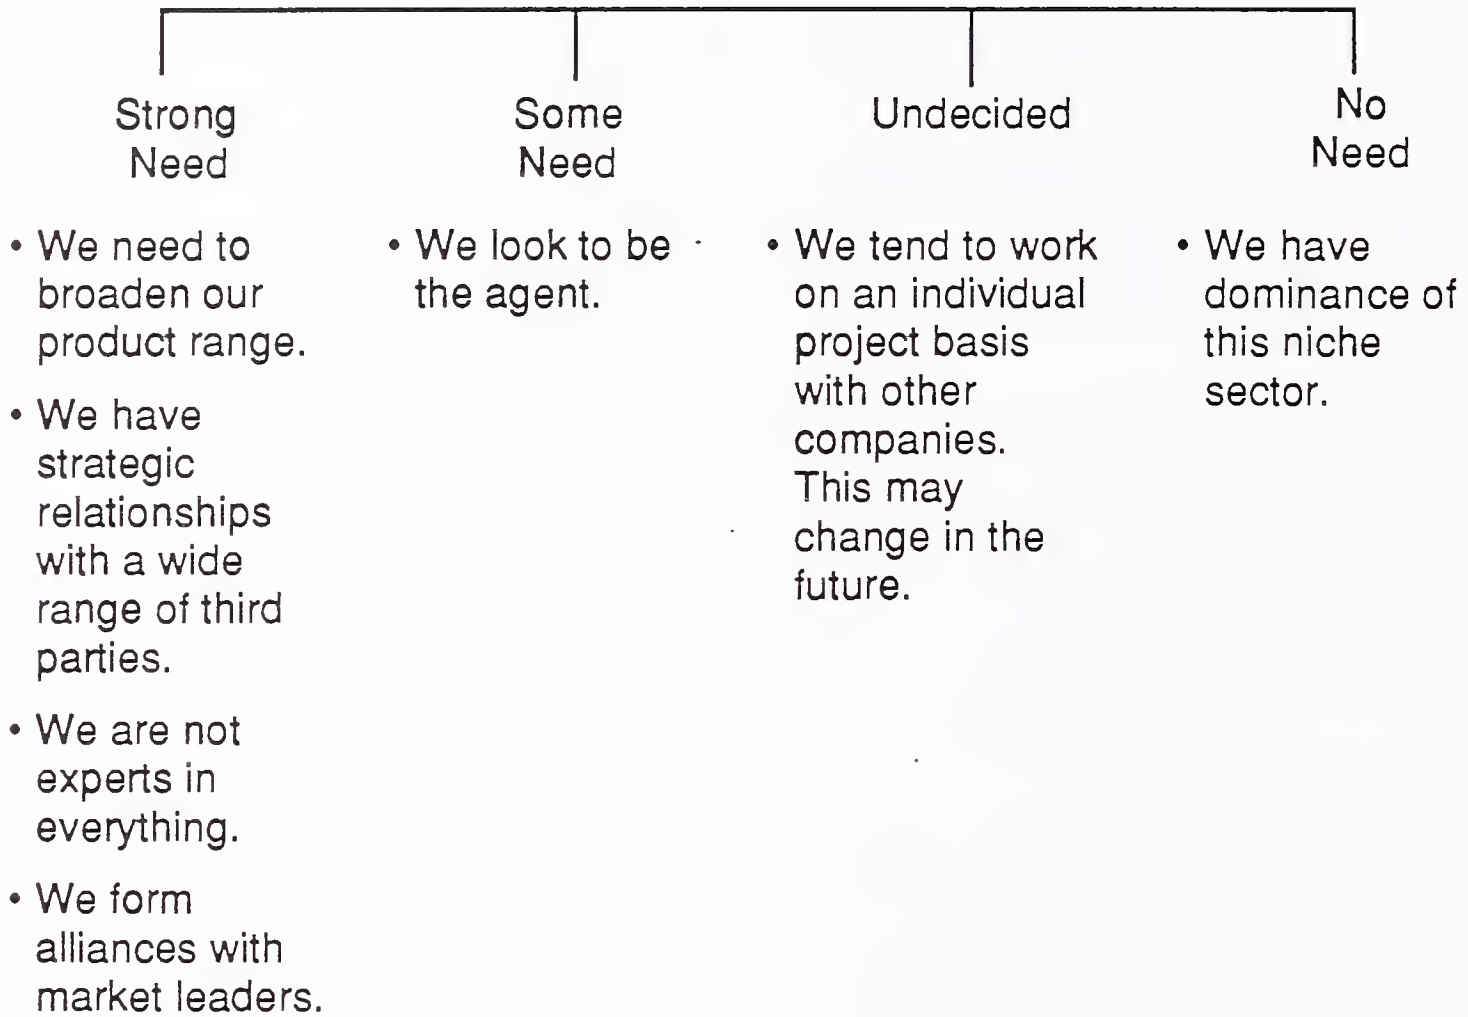 Strong
Need
• We need to
broaden our
product range.
• We have
strategic
relationships
with a wide
range of third
parties.
• We are not
experts in
everything.
• We form
alliances with
market leaders.
Some
Need
• We look to be
the agent.
Undecided
• We tend to work
on an individual
project basis
with other
companies.
This may
change in the
future.
No
Need
• We have
dominance of
this niche
sector.